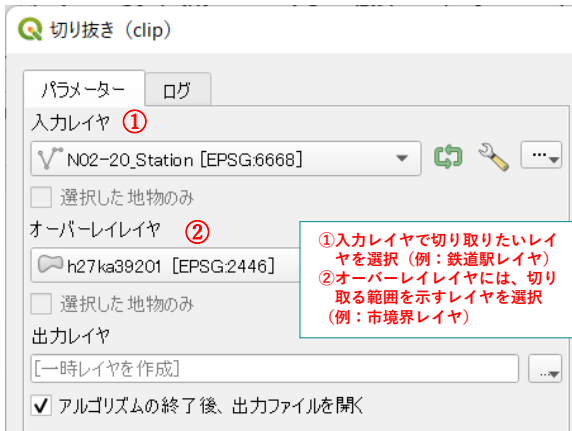 切り抜き（clip）
パラメーター ログ
入力レイヤ ①
N02-20_Station [EPSG:6668]
...
選択した地物のみ
オーバーレイレイヤ ②
h27ka39201 [EPSG:2446]
選択した地物のみ
①入力レイヤで切り取りたいレイ
ヤを選択（例：鉄道駅レイヤ）
②オーバーレイレイヤには、切り
取る範囲を示すレイヤを選択
（例：市境界レイヤ）
出力レイヤ
[一時レイヤを作成]
...
アルゴリズムの終了後、出力ファイルを開く